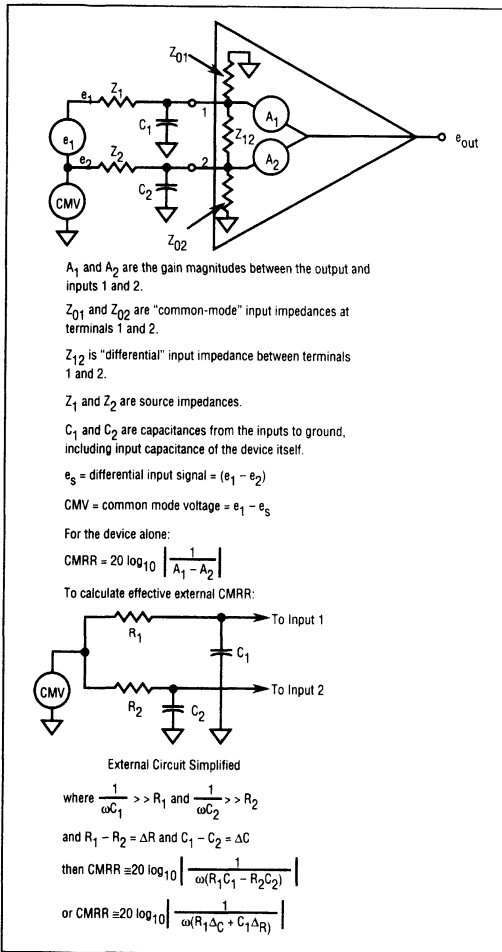 Z₀₁
e₁
Z₁
C₁
1
A₁
e₁
Z₁₂
e_out
e₂
Z₂
2
A₂
C₂
CMV
Z₀₂
A₁ and A₂ are the gain magnitudes between the output and
inputs 1 and 2.
Z₀₁ and Z₀₂ are “common-mode” input impedances at
terminals 1 and 2.
Z₁₂ is “differential” input impedance between terminals
1 and 2.
Z₁ and Z₂ are source impedances.
C₁ and C₂ are capacitances from the inputs to ground,
including input capacitance of the device itself.
eₛ = differential input signal = (e₁ − e₂)
CMV = common mode voltage = e₁ − eₛ
For the device alone:
CMRR = 20 log₁₀ | 1 / (A₁ − A₂) |
To calculate effective external CMRR:
R₁
To Input 1
C₁
CMV
R₂
To Input 2
C₂
External Circuit Simplified
where 1 / ωC₁ >> R₁ and 1 / ωC₂ >> R₂
and R₁ − R₂ = ΔR and C₁ − C₂ = ΔC
then CMRR ≅20 log₁₀ | 1 / ω(R₁C₁ − R₂C₂) |
or CMRR ≅20 log₁₀ | 1 / ω(R₁Δ_C + C₁Δ_R) |